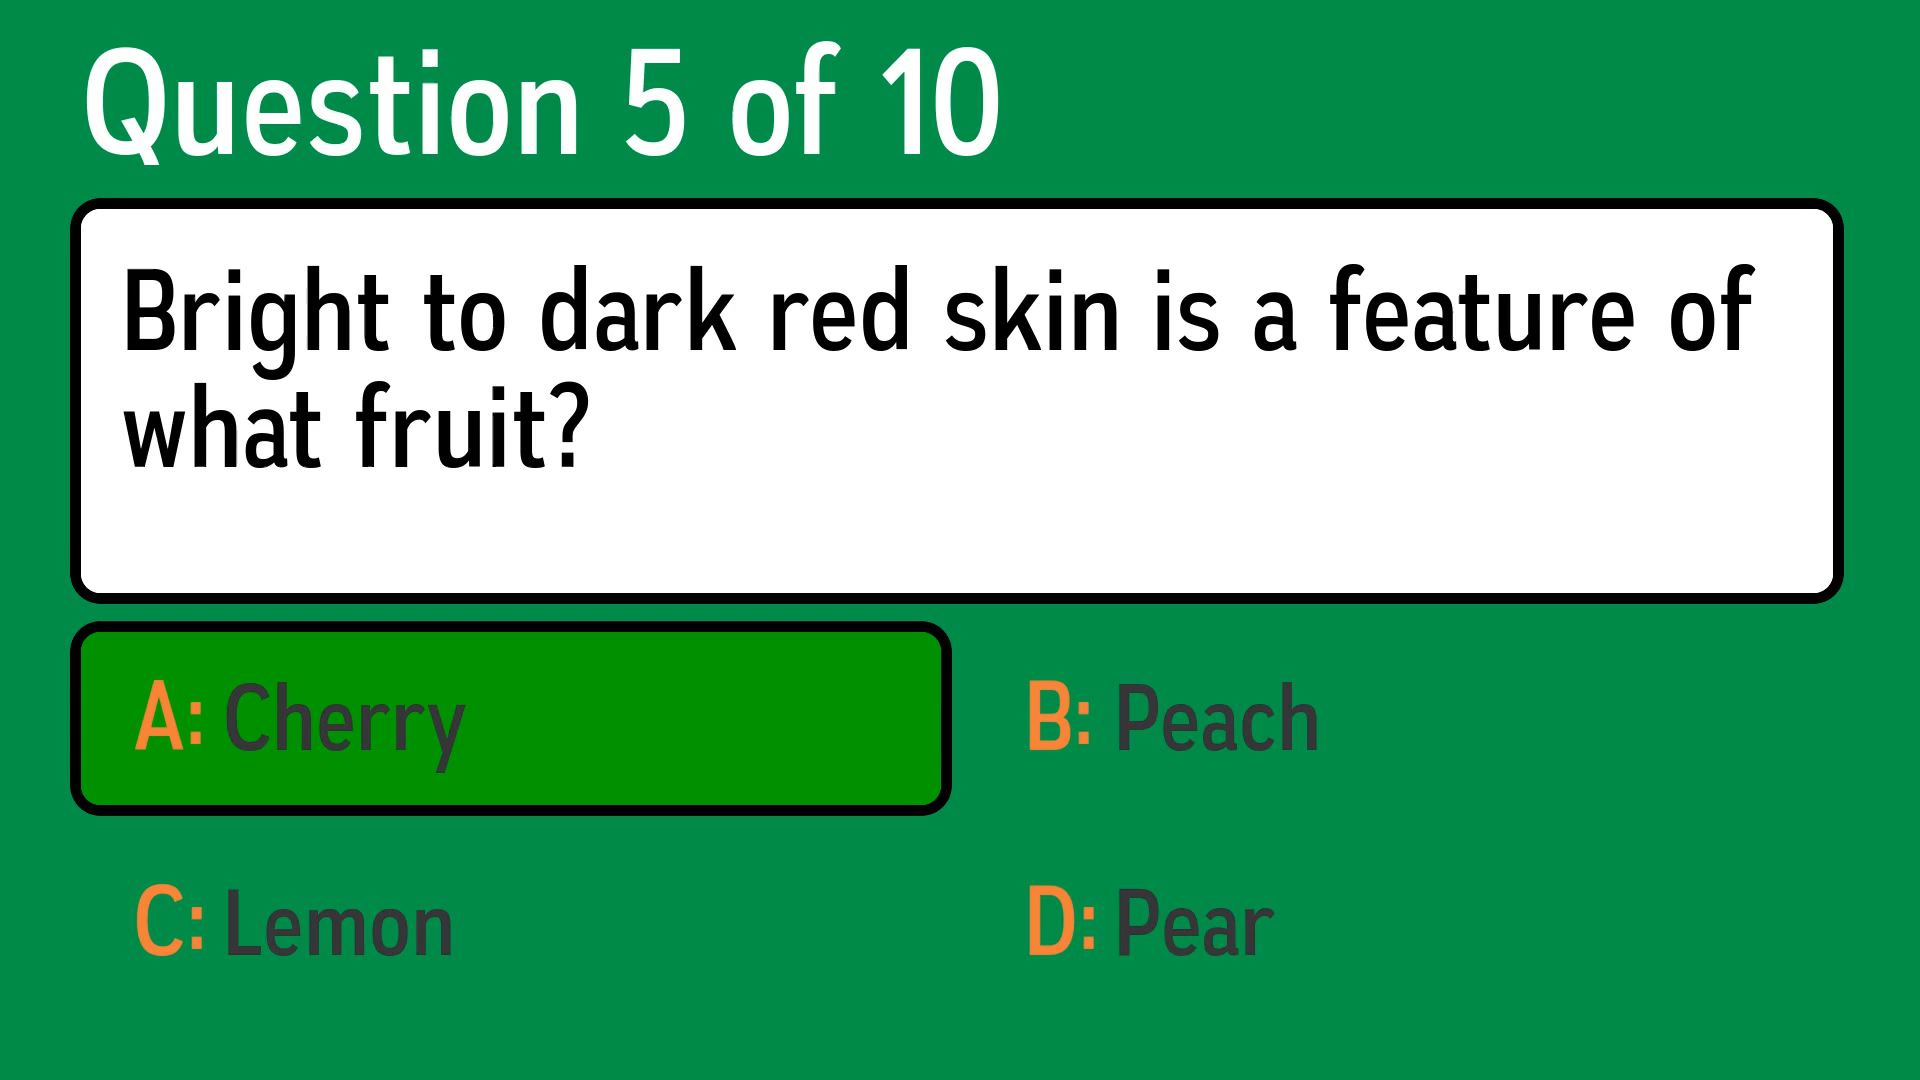 Question 5 of 10
Bright to dark red skin is a feature of
what fruit?
A: Cherry
B: Peach
C: Lemon
D: Pear